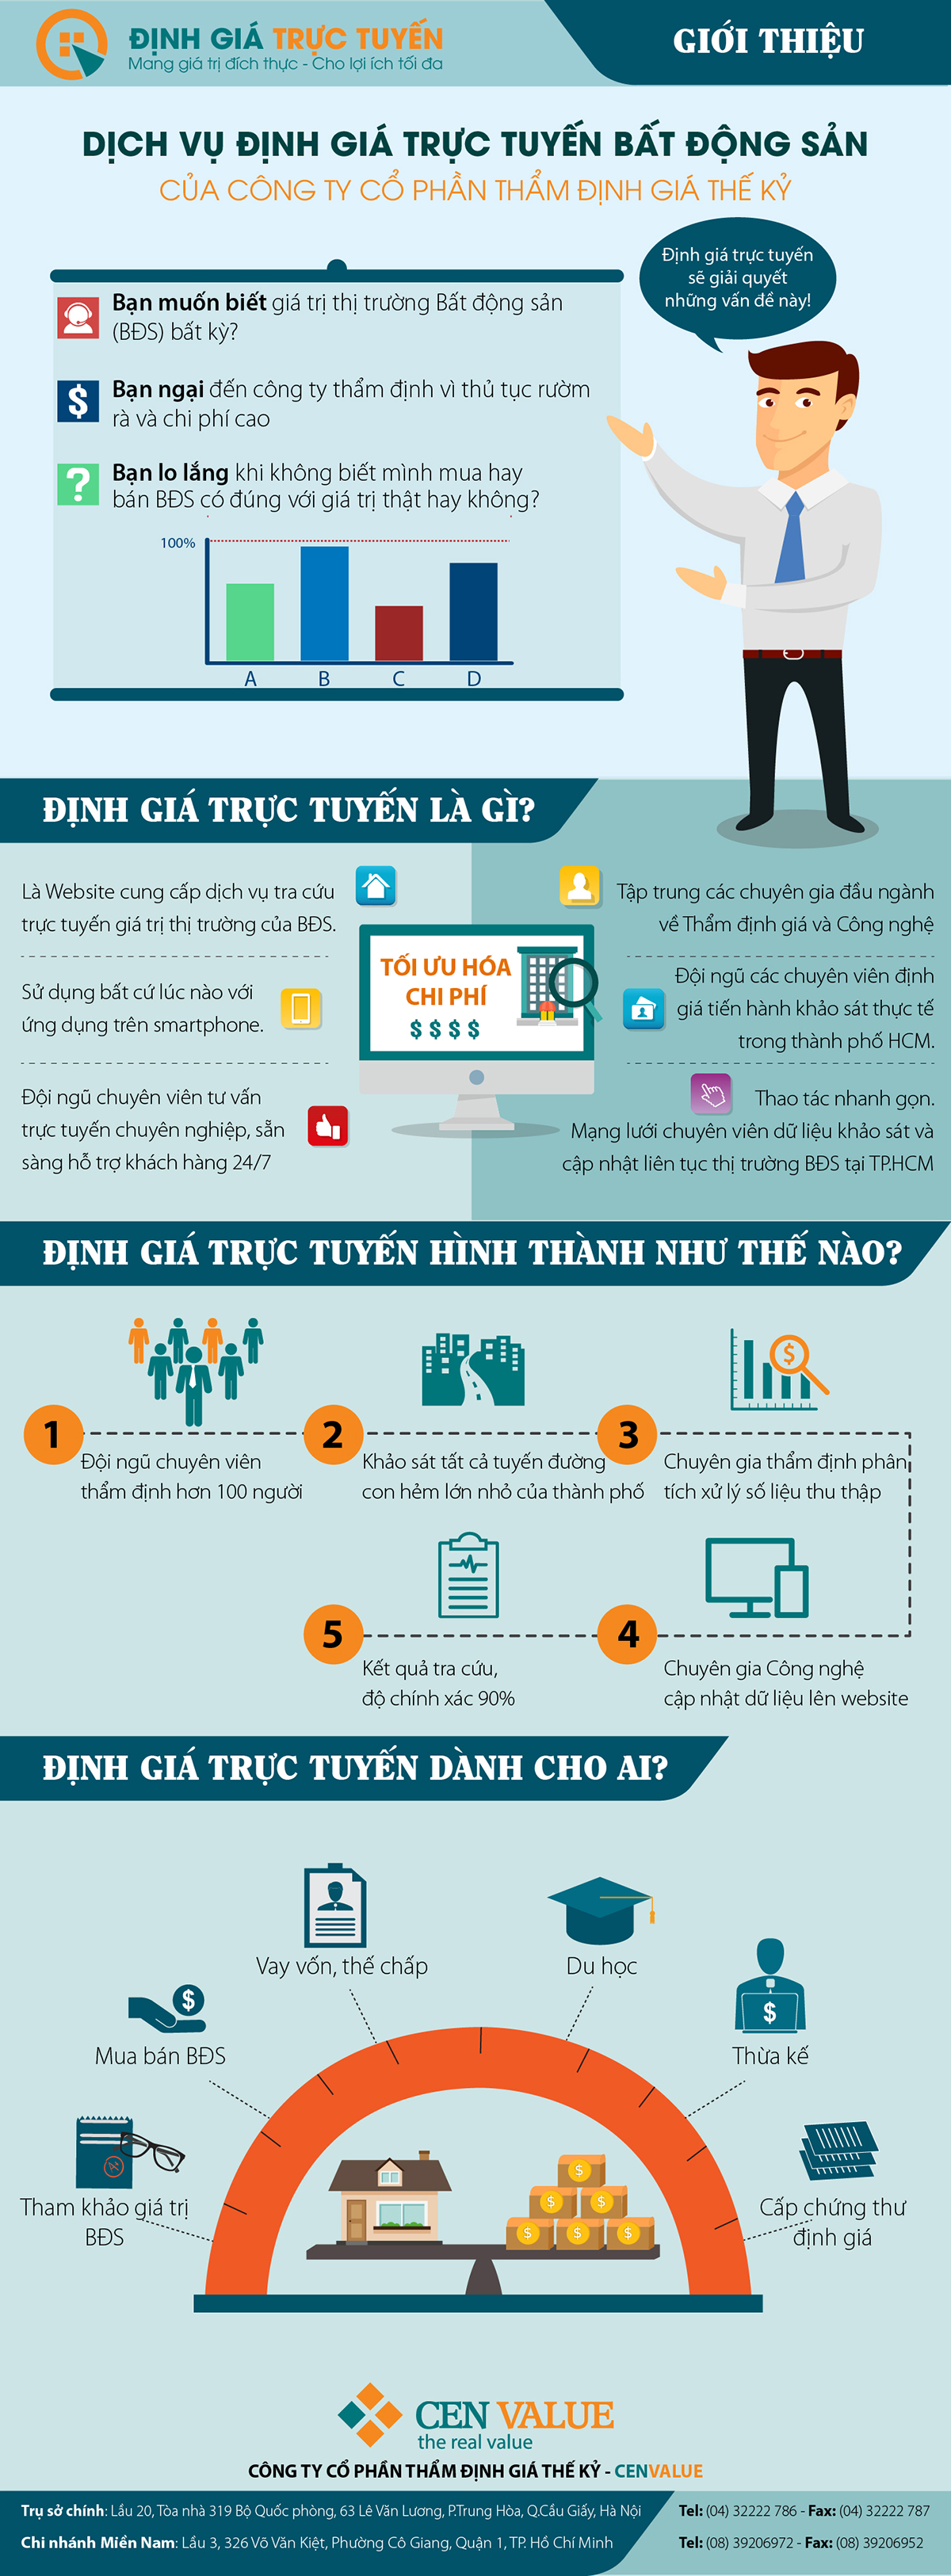 ĐỊNH GIÁ TRỰC TUYẾN
Mang giá trị đích thực - Cho lợi ích tối đa
GIỚI THIỆU
DỊCH VỤ ĐỊNH GIÁ TRỰC TUYẾN BẤT ĐỘNG SẢN
CỦA CÔNG TY CỔ PHẦN THẨM ĐỊNH GIÁ THẾ KỶ
Định giá trực tuyến
sẽ giải quyết
những vấn đề này!
Bạn muốn biết giá trị thị trường Bất động sản
(BĐS) bất kỳ?
$
Bạn ngại đến công ty thẩm định vì thủ tục rườm
rà và chi phí cao
?
Bạn lo lắng khi không biết mình mua hay
bán BĐS có đúng với giá trị thật hay không?
100%
A B C D
ĐỊNH GIÁ TRỰC TUYẾN LÀ GÌ?
Là Website cung cấp dịch vụ tra cứu
trực tuyến giá trị thị trường của BĐS.
Sử dụng bất cứ lúc nào với
ứng dụng trên smartphone.
Đội ngũ chuyên viên tư vấn
trực tuyến chuyên nghiệp, sẵn
sàng hỗ trợ khách hàng 24/7
TỐI ƯU HÓA
CHI PHÍ
$ $ $ $
Tập trung các chuyên gia đầu ngành
về Thẩm định giá và Công nghệ
Đội ngũ các chuyên viên định
giá tiến hành khảo sát thực tế
trong thành phố HCM.
Thao tác nhanh gọn.
Mạng lưới chuyên viên dữ liệu khảo sát và
cập nhật liên tục thị trường BĐS tại TP.HCM
ĐỊNH GIÁ TRỰC TUYẾN HÌNH THÀNH NHƯ THẾ NÀO?
$
1
Đội ngũ chuyên viên
thẩm định hơn 100 người
2
Khảo sát tất cả tuyến đường
con hẻm lớn nhỏ của thành phố
3
Chuyên gia thẩm định phân
tích xử lý số liệu thu thập
4
Chuyên gia Công nghệ
cập nhật dữ liệu lên website
5
Kết quả tra cứu,
độ chính xác 90%
ĐỊNH GIÁ TRỰC TUYẾN DÀNH CHO AI?
Vay vốn, thế chấp
Du học
$
Mua bán BĐS
$
Thừa kế
Tham khảo giá trị
BĐS
Cấp chứng thư
định giá
$
$ $
$ $ $
CEN VALUE
the real value
CÔNG TY CỔ PHẦN THẨM ĐỊNH GIÁ THẾ KỶ - CENVALUE
Trụ sở chính: Lầu 20, Tòa nhà 319 Bộ Quốc phòng, 63 Lê Văn Lương, P.Trung Hòa, Q.Cầu Giấy, Hà Nội
Tel: (04) 32222 786 - Fax: (04) 32222 787
Chi nhánh Miền Nam: Lầu 3, 326 Võ Văn Kiệt, Phường Cô Giang, Quận 1, TP. Hồ Chí Minh
Tel: (08) 39206972 - Fax: (08) 39206952